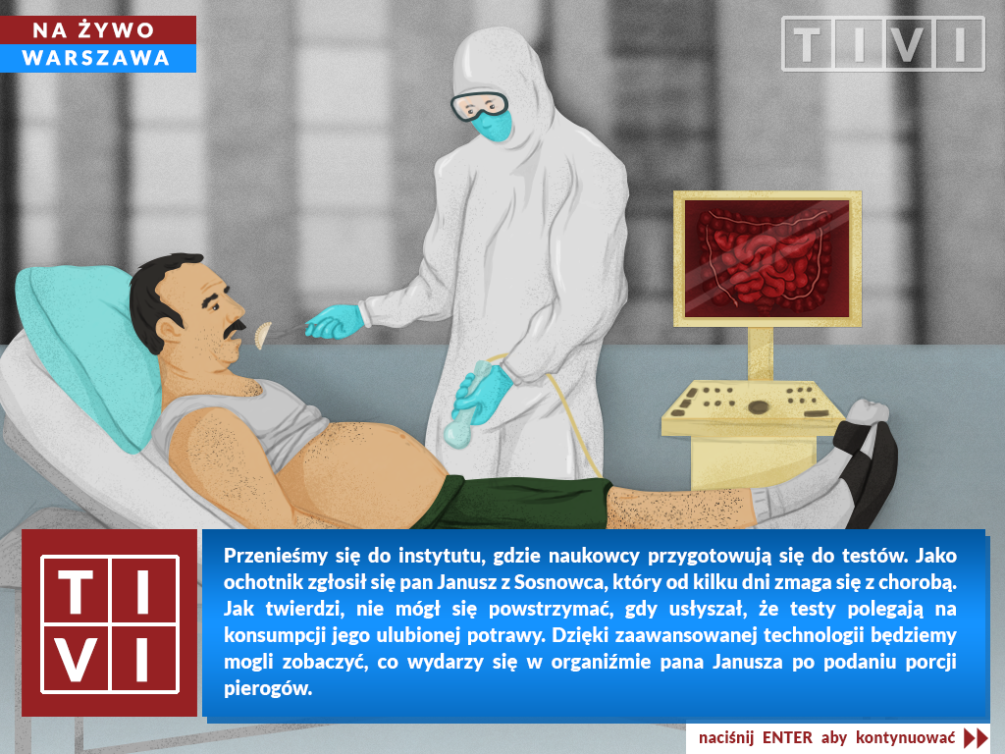 NA ŻYWO
WARSZAWA
TIVI
TI
VI
Przenieśmy się do instytutu, gdzie naukowcy przygotowują się do testów. Jako
ochotnik zgłosił się pan Janusz z Sosnowca, który od kilku dni zmaga się z chorobą.
Jak twierdzi, nie mógł się powstrzymać, gdy usłyszał, że testy polegają na
konsumpcji jego ulubionej potrawy. Dzięki zaawansowanej technologii będziemy
mogli zobaczyć, co wydarzy się w organiźmie pana Janusza po podaniu porcji
pierogów.
naciśnij ENTER aby kontynuować